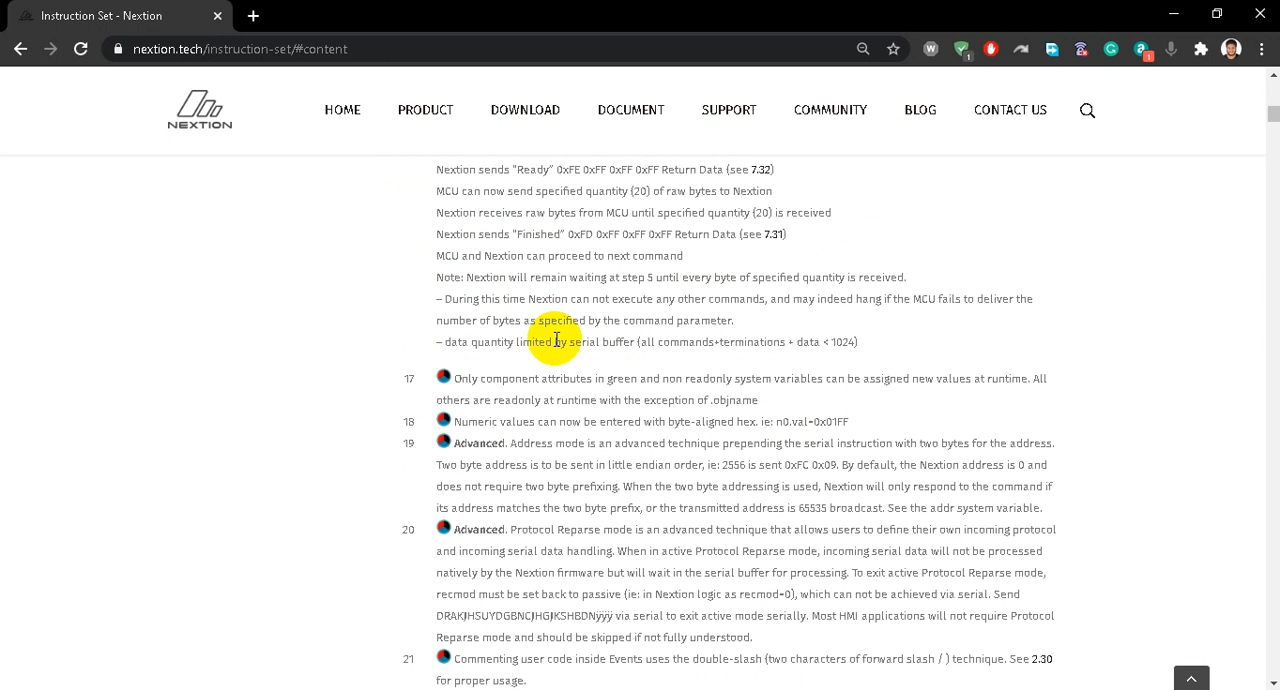 Instruction Set - Nextion
nextion.tech/instruction-set/#content
W
1
G
a
1
NEXTION
HOME PRODUCT DOWNLOAD DOCUMENT SUPPORT COMMUNITY BLOG CONTACT US
Nextion sends "Ready" 0xFE 0xFF 0xFF 0xFF Return Data (see 7.32)
MCU can now send specified quantity (20) of raw bytes to Nextion
Nextion receives raw bytes from MCU until specified quantity (20) is received
Nextion sends "Finished" 0xFD 0xFF 0xFF 0xFF Return Data (see 7.31)
MCU and Nextion can proceed to next command
Note: Nextion will remain waiting at step 5 until every byte of specified quantity is received.
– During this time Nextion can not execute any other commands, and may indeed hang if the MCU fails to deliver the
number of bytes as specified by the command parameter.
– data quantity limited by serial buffer (all commands+terminations + data < 1024)
17 Only component attributes in green and non readonly system variables can be assigned new values at runtime. All
others are readonly at runtime with the exception of .objname
18 Numeric values can now be entered with byte-aligned hex. ie: n0.val=0x01FF
19 Advanced. Address mode is an advanced technique prepending the serial instruction with two bytes for the address.
Two byte address is to be sent in little endian order, ie: 2556 is sent 0xFC 0x09. By default, the Nextion address is 0 and
does not require two byte prefixing. When the two byte addressing is used, Nextion will only respond to the command if
its address matches the two byte prefix, or the transmitted address is 65535 broadcast. See the addr system variable.
20 Advanced. Protocol Reparse mode is an advanced technique that allows users to define their own incoming protocol
and incoming serial data handling. When in active Protocol Reparse mode, incoming serial data will not be processed
natively by the Nextion firmware but will wait in the serial buffer for processing. To exit active Protocol Reparse mode,
recmod must be set back to passive (ie: in Nextion logic as recmod=0), which can not be achieved via serial. Send
DRAKJHSUYDGBNCJHGJKSHBDNÿÿÿ via serial to exit active mode serially. Most HMI applications will not require Protocol
Reparse mode and should be skipped if not fully understood.
21 Commenting user code inside Events uses the double-slash (two characters of forward slash / ) technique. See 2.30
for proper usage.